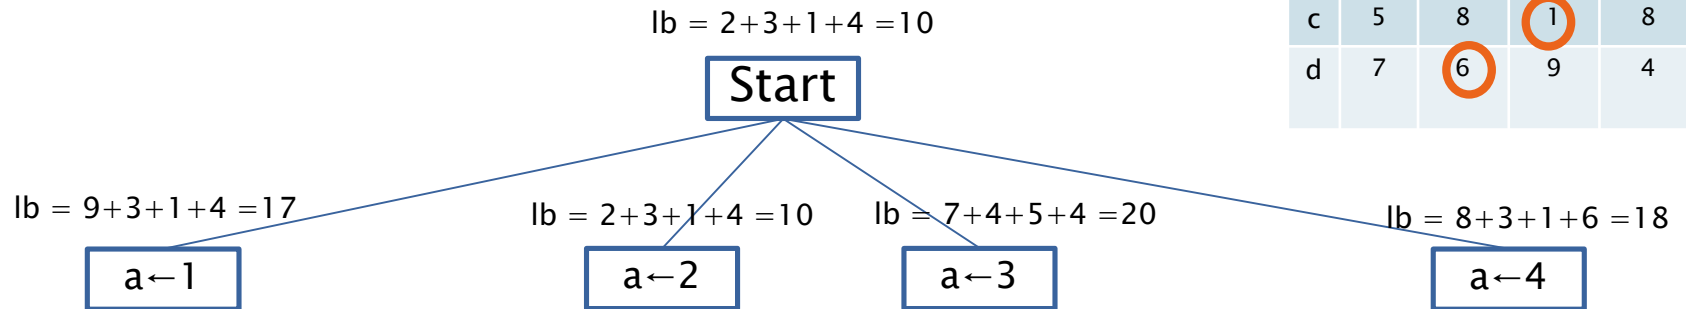 lb = 2+3+1+4 =10
c 5 8 1 8
Start
d 7 6 9 4
lb = 9+3+1+4 =17
lb = 2+3+1+4 =10
lb = 7+4+5+4 =20
lb = 8+3+1+6 =18
a←1
a←2
a←3
a←4